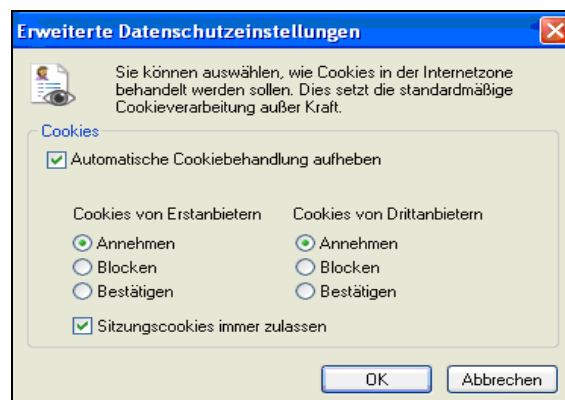 Erweiterte Datenschutzeinstellungen
Sie können auswählen, wie Cookies in der Internetzone
behandelt werden sollen. Dies setzt die standardmäßige
Cookieverarbeitung außer Kraft.
Cookies
Automatische Cookiebehandlung aufheben
Cookies von Erstanbietern Cookies von Drittanbietern
Annehmen Annehmen
Blocken Blocken
Bestätigen Bestätigen
Sitzungscookies immer zulassen
OK Abbrechen